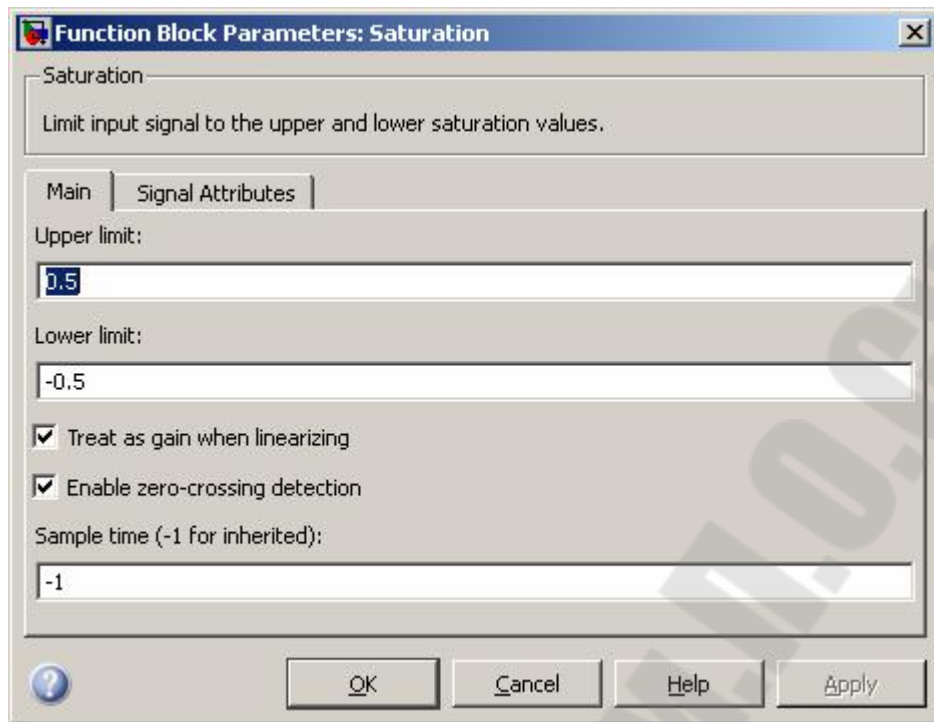 Function Block Parameters: Saturation
Saturation
Limit input signal to the upper and lower saturation values.
Main
Signal Attributes
Upper limit:
0.5
Lower limit:
-0.5
Treat as gain when linearizing
Enable zero-crossing detection
Sample time (-1 for inherited):
-1
OK
Cancel
Help
Apply